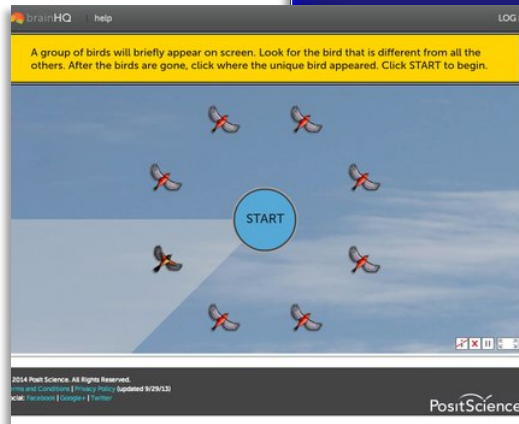 brainHQ help LOG
A group of birds will briefly appear on screen. Look for the bird that is different from all the
others. After the birds are gone, click where the unique bird appeared. Click START to begin.
START
2014 Posit Science. All Rights Reserved.
rms and Conditions | Privacy Policy (updated 9/29/13)
ocial: Facebook | Google+ | Twitter
PositScience